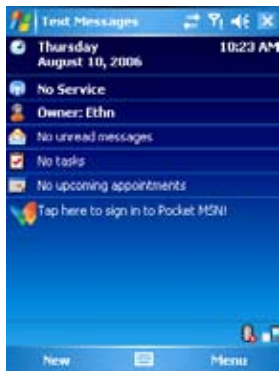 Text Messages
Thursday 10:23 AM
August 10, 2006
No Service
Owner: Ethn
No unread messages
No tasks
No upcoming appointments
Tap here to sign in to Pocket MSN!
New Menu